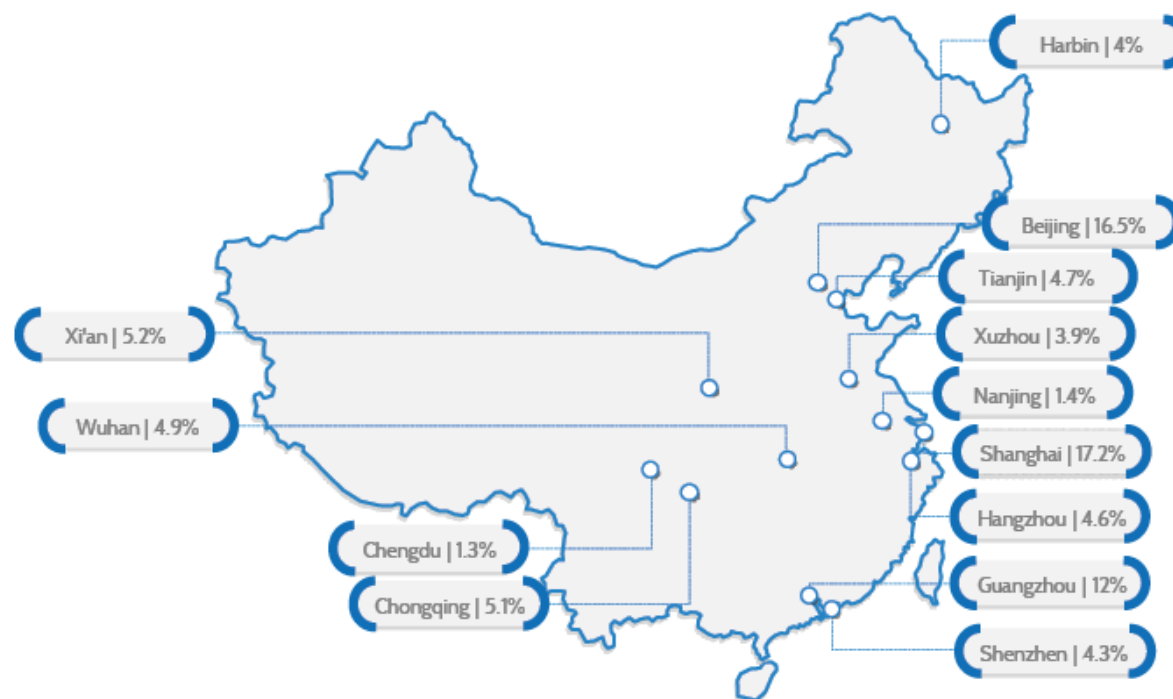 Harbin | 4%
Beijing | 16.5%
Tianjin | 4.7%
Xi'an | 5.2%
Xuzhou | 3.9%
Nanjing | 1.4%
Wuhan | 4.9%
Shanghai | 17.2%
Hangzhou | 4.6%
Chengdu | 1.3%
Guangzhou | 12%
Chongqing | 5.1%
Shenzhen | 4.3%